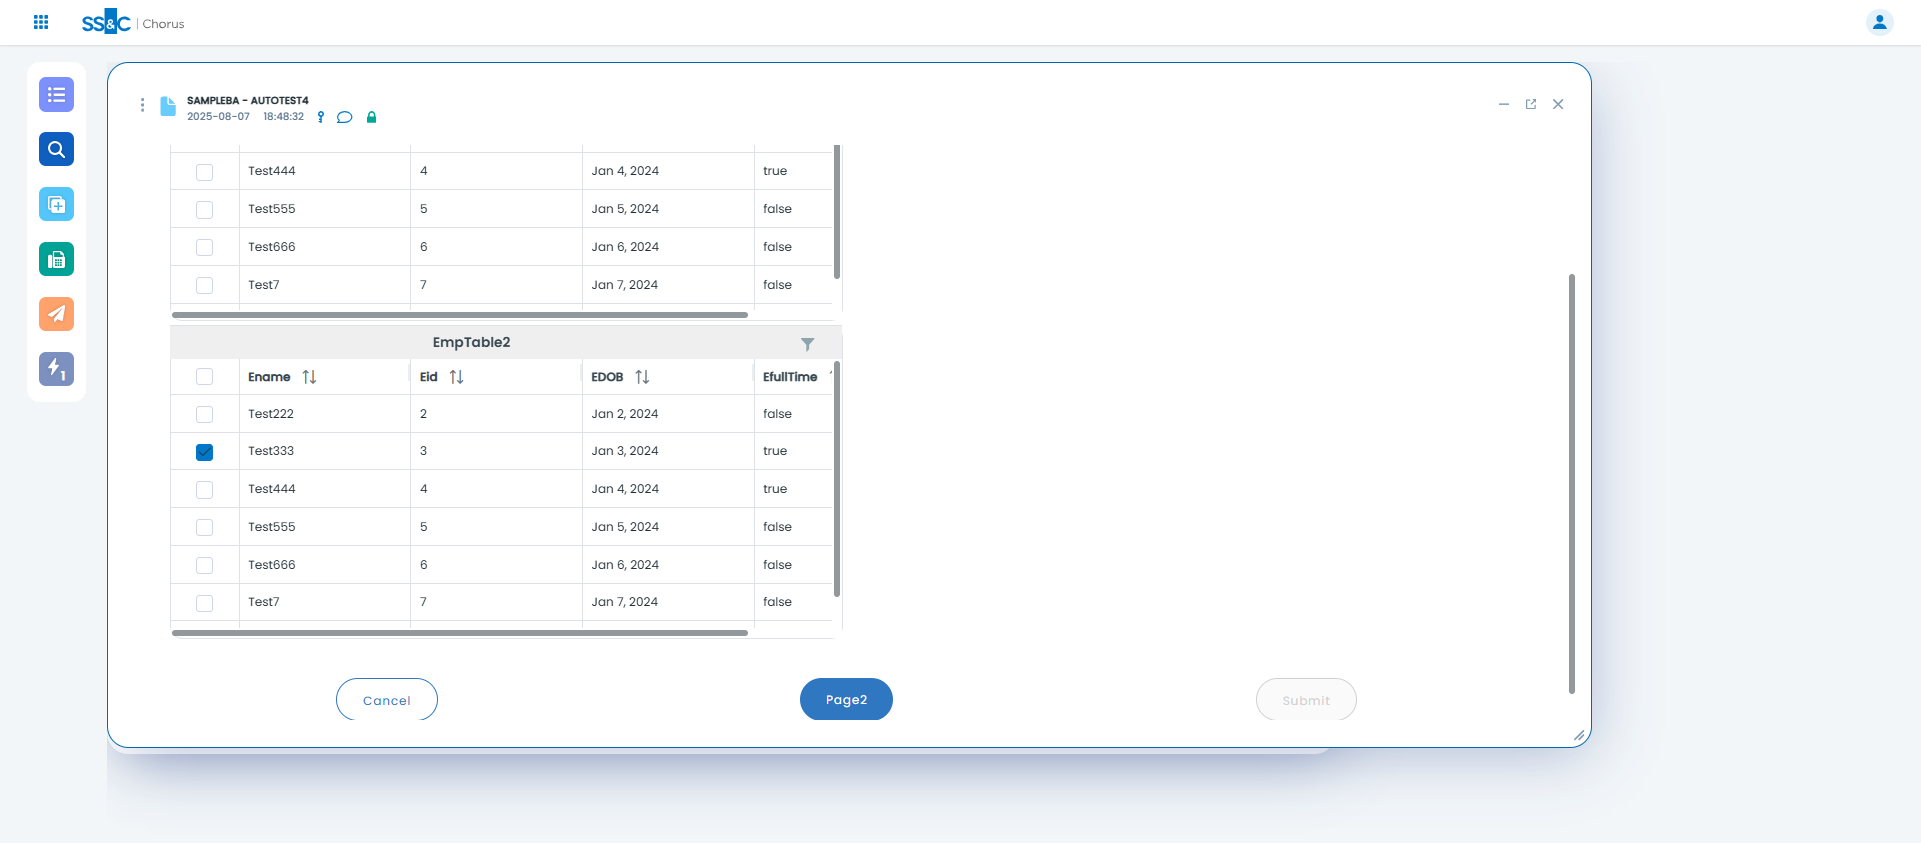 SS&C | Chorus
SAMPLEBA - AUTOTEST4
2025-08-07 18:48:32
Test444 4 Jan 4, 2024 true
Test555 5 Jan 5, 2024 false
Test666 6 Jan 6, 2024 false
Test7 7 Jan 7, 2024 false
EmpTable2
Ename Eid EDOB EfullTime
Test222 2 Jan 2, 2024 false
Test333 3 Jan 3, 2024 true
Test444 4 Jan 4, 2024 true
Test555 5 Jan 5, 2024 false
Test666 6 Jan 6, 2024 false
Test7 7 Jan 7, 2024 false
1
Cancel Page2 Submit